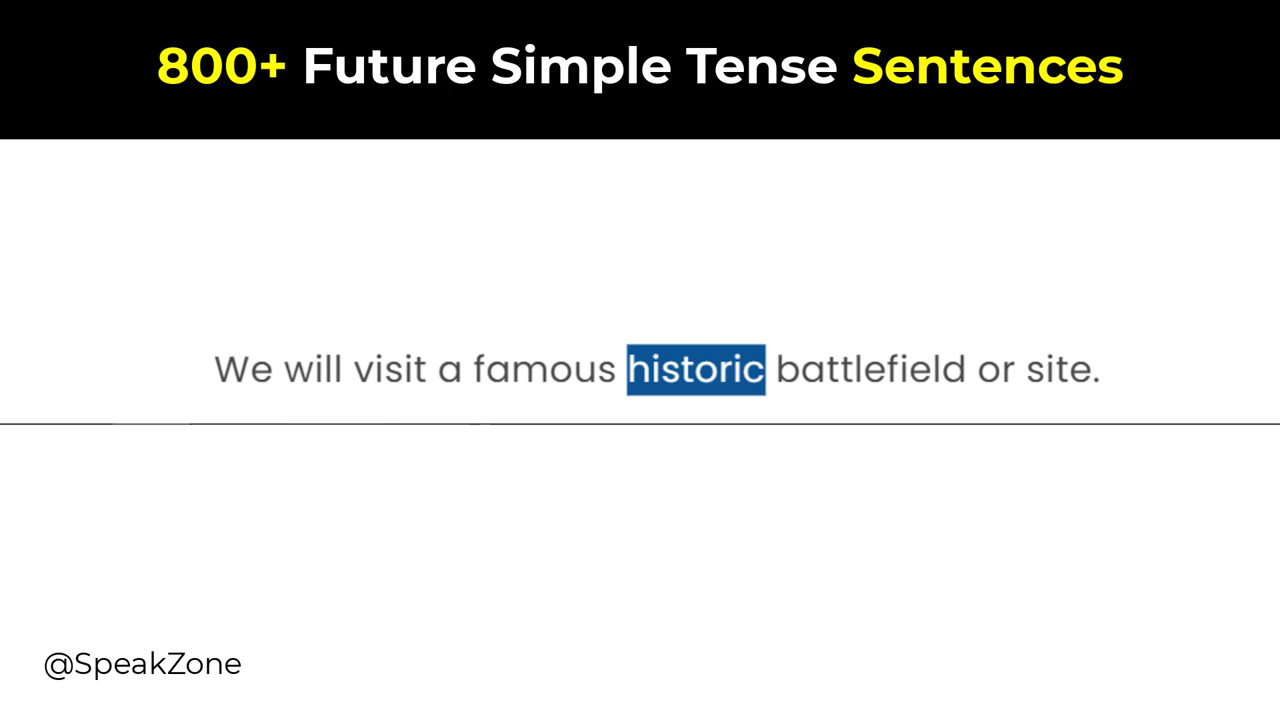 800+ Future Simple Tense Sentences
We will visit a famous historic battlefield or site.
@SpeakZone